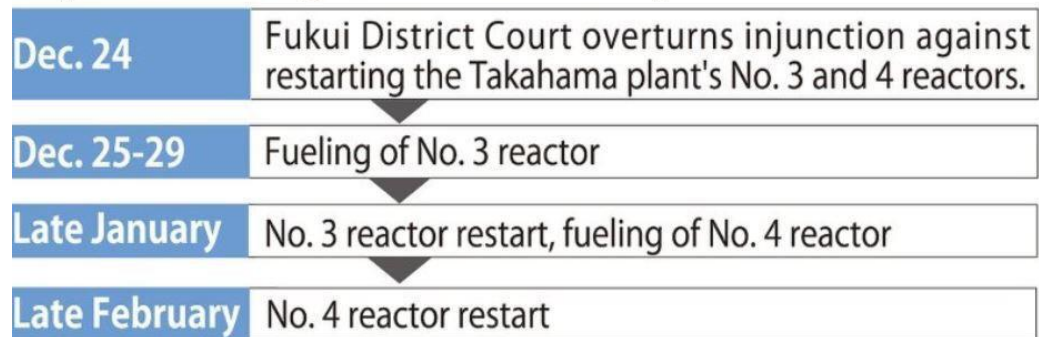 Dec. 24
Fukui District Court overturns injunction against
restarting the Takahama plant's No. 3 and 4 reactors.
Dec. 25-29
Fueling of No. 3 reactor
Late January
No. 3 reactor restart, fueling of No. 4 reactor
Late February
No. 4 reactor restart